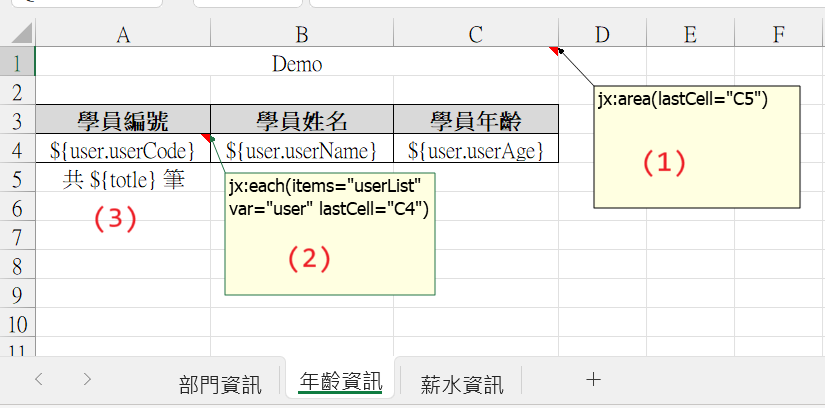 A B C D E F
1 Demo
jx:area(lastCell="C5")
(1)
2
3 學員編號 學員姓名 學員年齡
4 ${user.userCode} ${user.userName} ${user.userAge}
5 共 ${totle} 筆
jx:each(items="userList"
var="user" lastCell="C4")
(2)
6 (3)
7
8
9
10
11
部門資訊 年齡資訊 薪水資訊 +